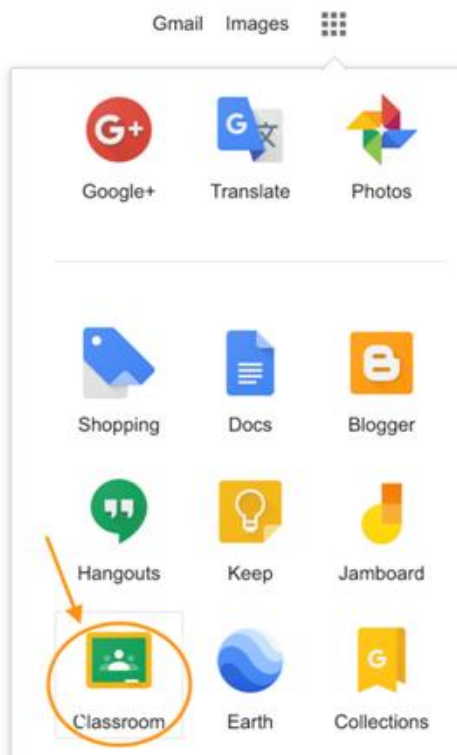 Gmail Images
G+ G
Google+ Translate Photos
Shopping Docs Blogger
Hangouts Keep Jamboard
G
Classroom Earth Collections